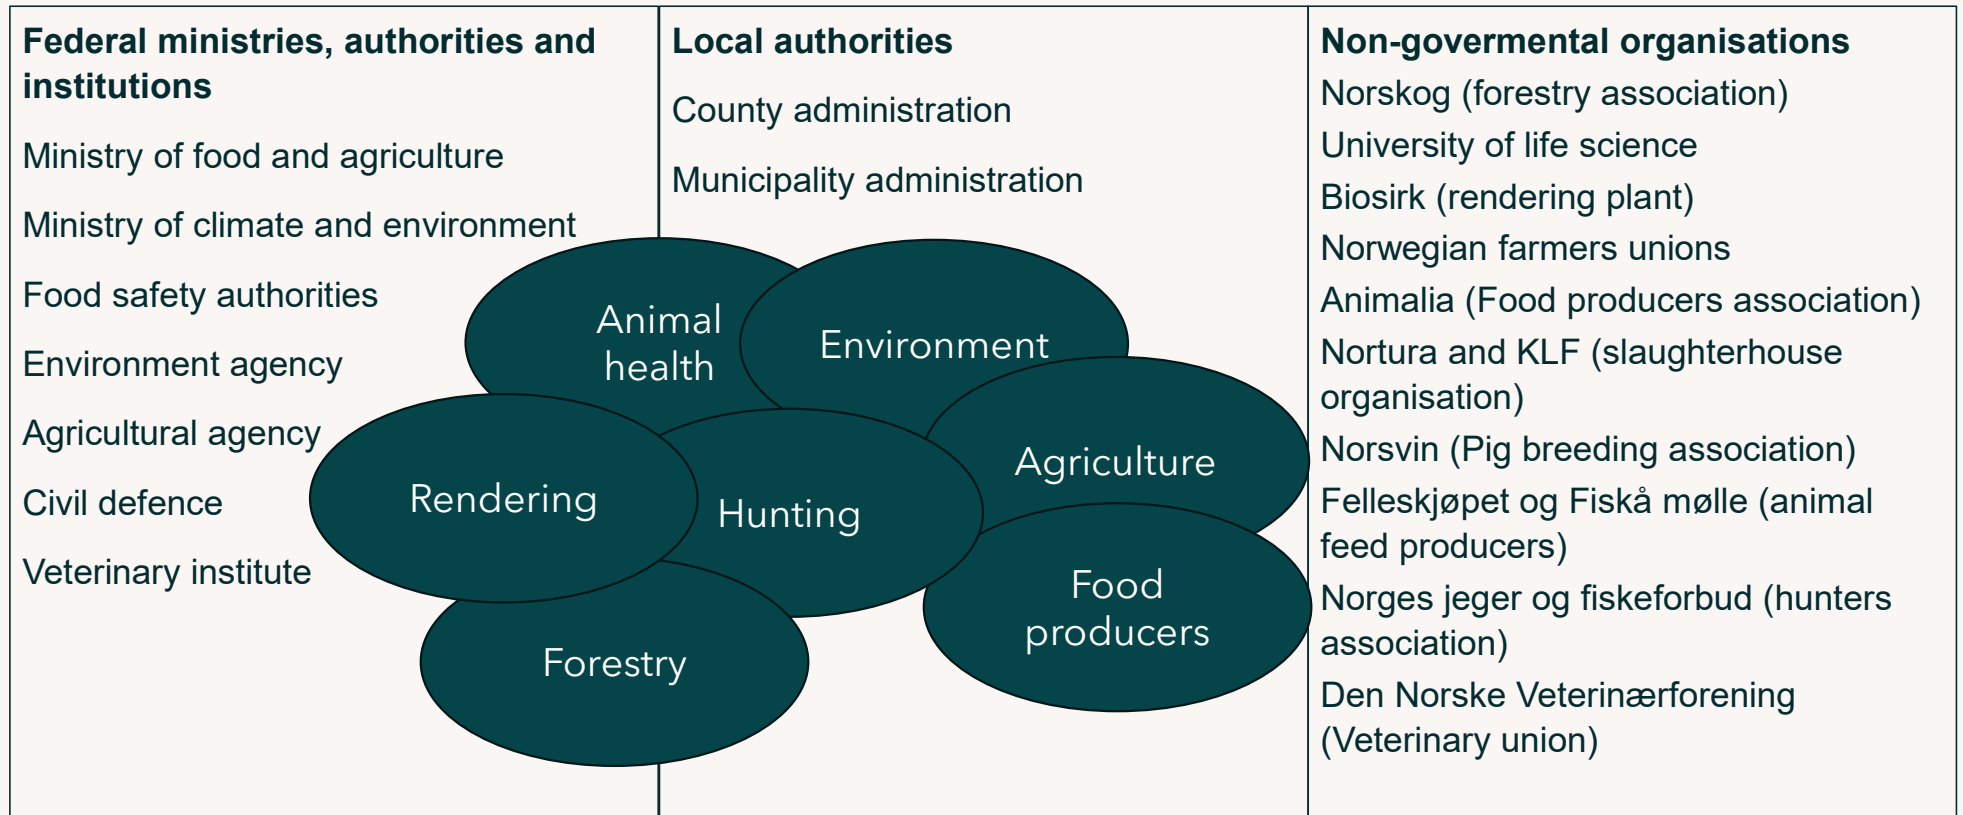 Federal ministries, authorities and
institutions
Ministry of food and agriculture
Ministry of climate and environment
Food safety authorities
Environment agency
Agricultural agency
Civil defence
Veterinary institute
Local authorities
County administration
Municipality administration
Animal
health
Environment
Rendering
Hunting
Agriculture
Food
producers
Forestry
Non-govermental organisations
Norskog (forestry association)
University of life science
Biosirk (rendering plant)
Norwegian farmers unions
Animalia (Food producers association)
Nortura and KLF (slaughterhouse
organisation)
Norsvin (Pig breeding association)
Felleskjøpet og Fiskå mølle (animal
feed producers)
Norges jeger og fiskeforbud (hunters
association)
Den Norske Veterinærforening
(Veterinary union)